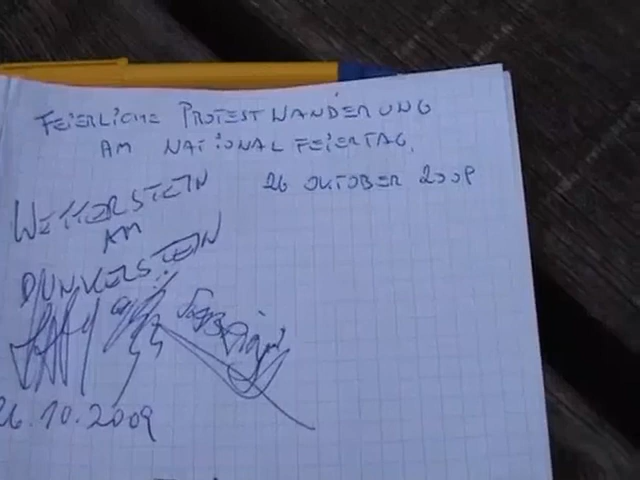 FEIERLICHE PROTESTWANDERUNG
AM NATIONALFEIERTAG,
26 OKTOBER 2009
WETTERSTEIN
AM
DUNKELSTEIN
26.10.2009